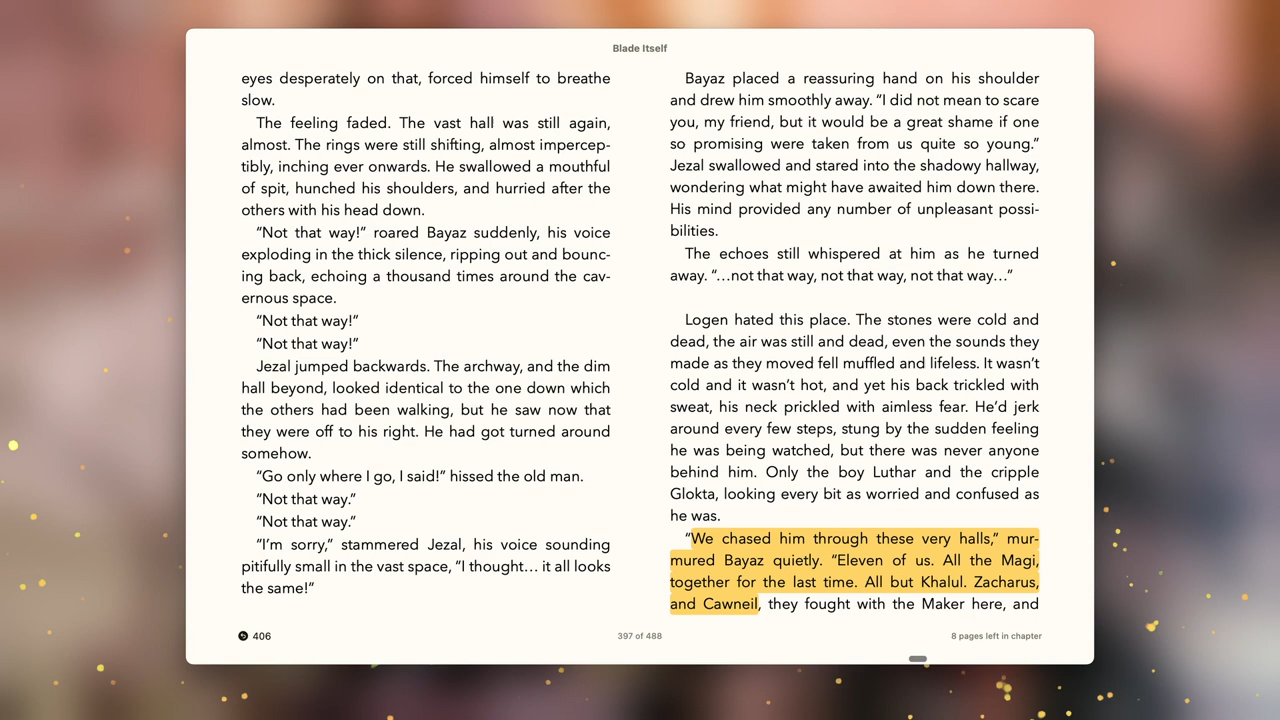 Blade Itself
eyes desperately on that, forced himself to breathe
slow.
The feeling faded. The vast hall was still again,
almost. The rings were still shifting, almost impercep-
tibly, inching ever onwards. He swallowed a mouthful
of spit, hunched his shoulders, and hurried after the
others with his head down.
“Not that way!” roared Bayaz suddenly, his voice
exploding in the thick silence, ripping out and bounc-
ing back, echoing a thousand times around the cav-
ernous space.
“Not that way!”
“Not that way!”
Jezal jumped backwards. The archway, and the dim
hall beyond, looked identical to the one down which
the others had been walking, but he saw now that
they were off to his right. He had got turned around
somehow.
“Go only where I go, I said!” hissed the old man.
“Not that way.”
“Not that way.”
“I’m sorry,” stammered Jezal, his voice sounding
pitifully small in the vast space, “I thought… it all looks
the same!”
Bayaz placed a reassuring hand on his shoulder
and drew him smoothly away. “I did not mean to scare
you, my friend, but it would be a great shame if one
so promising were taken from us quite so young.”
Jezal swallowed and stared into the shadowy hallway,
wondering what might have awaited him down there.
His mind provided any number of unpleasant possi-
bilities.
The echoes still whispered at him as he turned
away. “…not that way, not that way, not that way…”
Logen hated this place. The stones were cold and
dead, the air was still and dead, even the sounds they
made as they moved fell muffled and lifeless. It wasn’t
cold and it wasn’t hot, and yet his back trickled with
sweat, his neck prickled with aimless fear. He’d jerk
around every few steps, stung by the sudden feeling
he was being watched, but there was never anyone
behind him. Only the boy Luthar and the cripple
Glokta, looking every bit as worried and confused as
he was.
“We chased him through these very halls,” mur-
mured Bayaz quietly. “Eleven of us. All the Magi,
together for the last time. All but Khalul. Zacharus,
and Cawneil, they fought with the Maker here, and
406
397 of 488
8 pages left in chapter